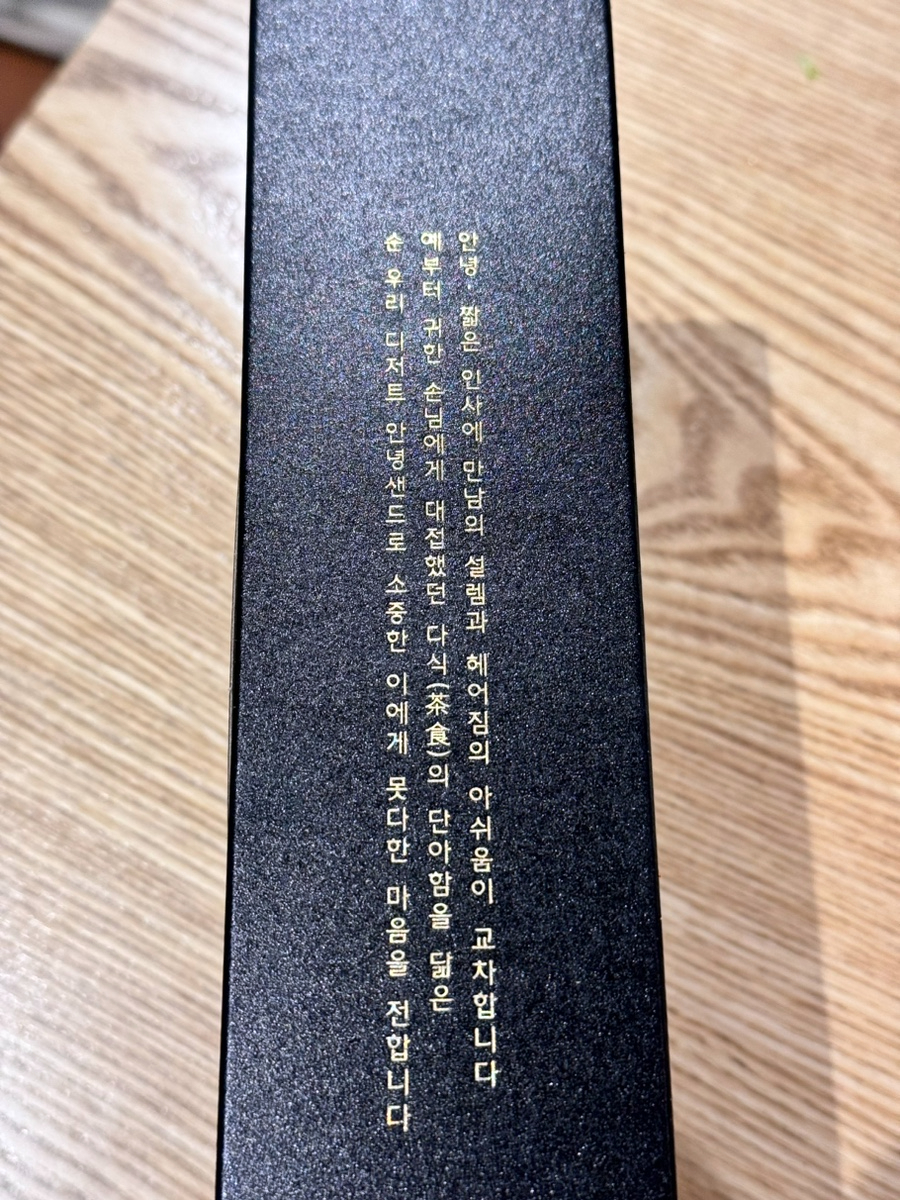 안녕. 짧은 인사에 만남의 설렘과 헤어짐의 아쉬움이 교차합니다
예부터 귀한 손님에게 대접했던 다식(茶食)의 단아함을 닮은
순 우리 디저트 안녕샌드로 소중한 이에게 못다한 마음을 전합니다